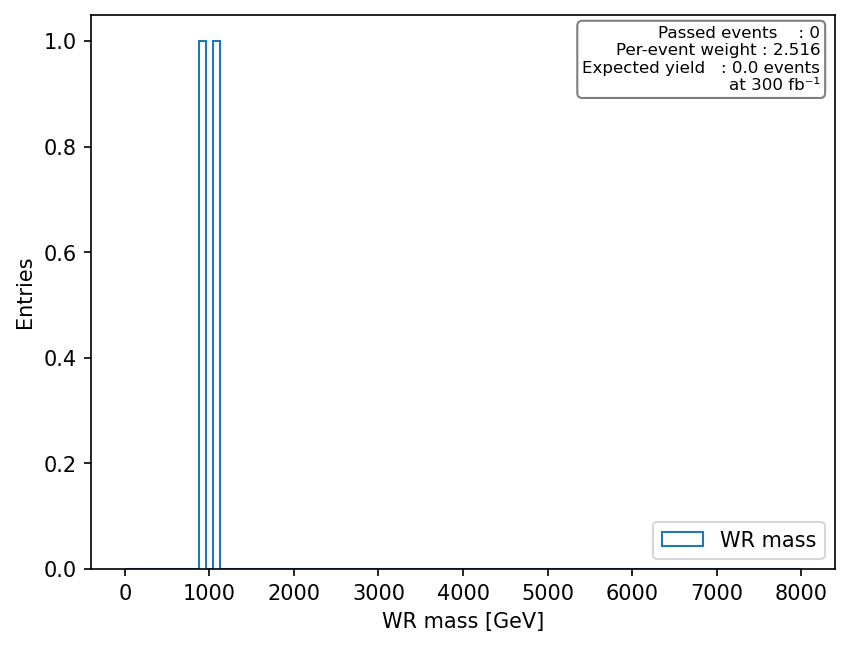 Passed events    : 0
Per-event weight : 2.516
Expected yield   : 0.0 events
at 300 fb⁻¹
1.0
0.8
0.6
0.4
0.2
0.0
Entries
WR mass
0 1000 2000 3000 4000 5000 6000 7000 8000
WR mass [GeV]